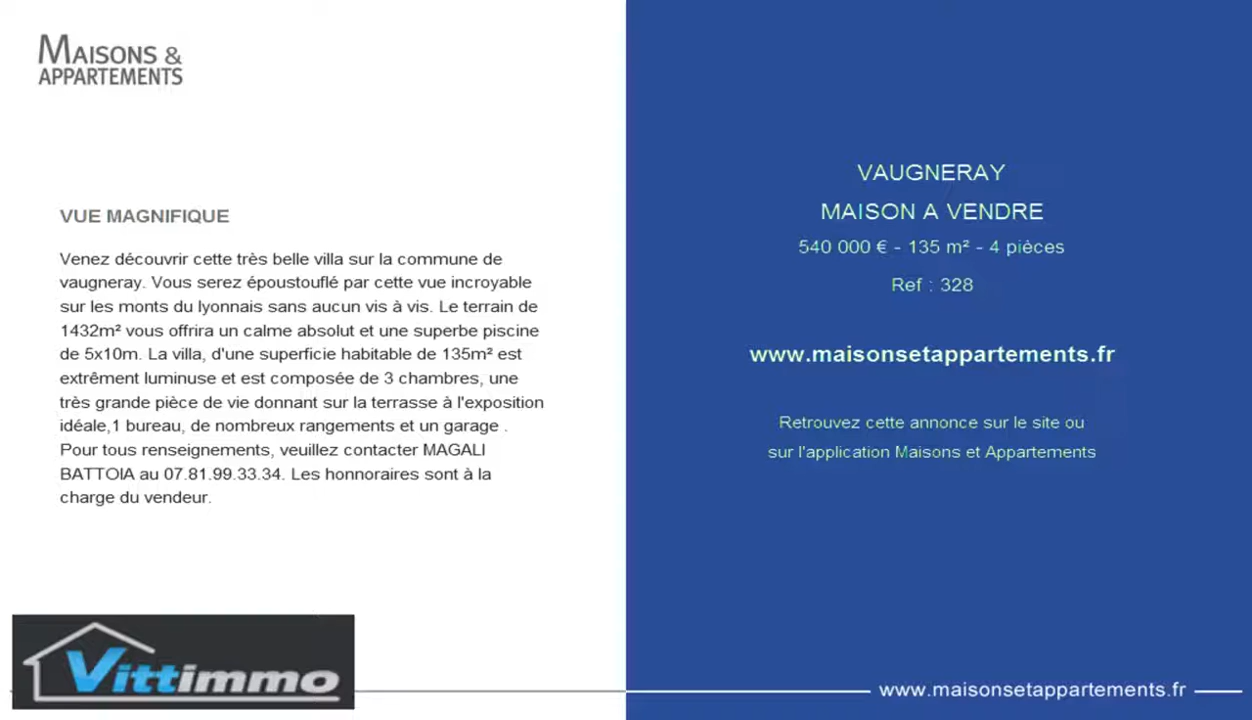 MAISONS &
APPARTEMENTS
VUE MAGNIFIQUE
Venez découvrir cette très belle villa sur la commune de
vaugneray. Vous serez époustouflé par cette vue incroyable
sur les monts du lyonnais sans aucun vis à vis. Le terrain de
1432m² vous offrira un calme absolut et une superbe piscine
de 5x10m. La villa, d'une superficie habitable de 135m² est
extrêment luminuse et est composée de 3 chambres, une
très grande pièce de vie donnant sur la terrasse à l'exposition
idéale,1 bureau, de nombreux rangements et un garage .
Pour tous renseignements, veuillez contacter MAGALI
BATTOIA au 07.81.99.33.34. Les honnoraires sont à la
charge du vendeur.
Vittimmo
VAUGNERAY
MAISON A VENDRE
540 000 € - 135 m² - 4 pièces
Ref : 328
www.maisonsetappartements.fr
Retrouvez cette annonce sur le site ou
sur l'application Maisons et Appartements
www.maisonsetappartements.fr